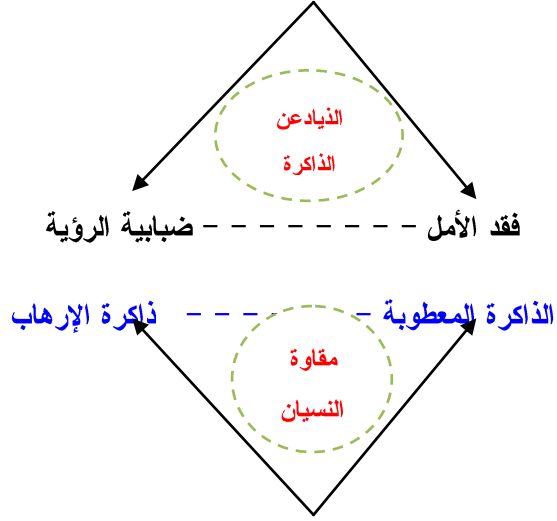 الذيادعن
الذاكرة
فقد الأمل ضبابية الرؤية
الذاكرة المعطوبة ذاكرة الإرهاب
مقاوة
النسيان